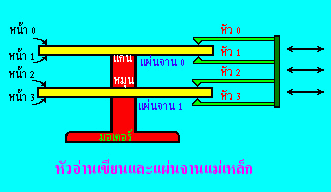 หน้า 0
หน้า 1
หน้า 2
หน้า 3
แกน
หมุน
แผ่นจาน 0
แผ่นจาน 1
หัว 0
หัว 1
หัว 2
หัว 3
มอเตอร์
หัวอ่านเขียนและแผ่นจานแม่เหล็ก